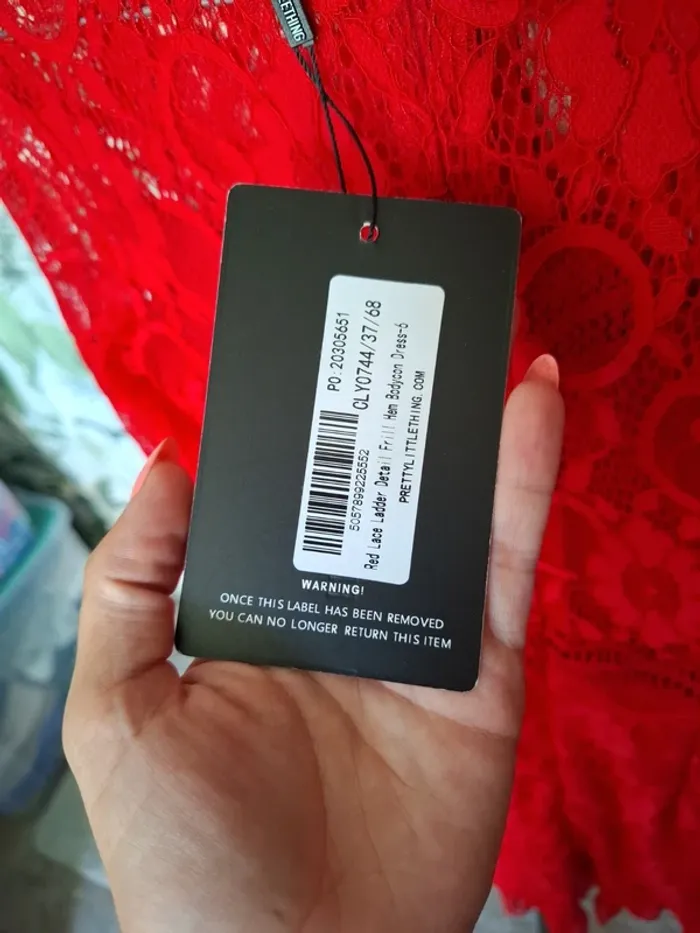 ETHING
PO:20305651
CLY0744/37/68
5057899225552
Red Lace Ladder Detail Frill Hem Bodycon Dress-6
PRETTYLITTLETHING.COM
WARNING!
ONCE THIS LABEL HAS BEEN REMOVED
YOU CAN NO LONGER RETURN THIS ITEM